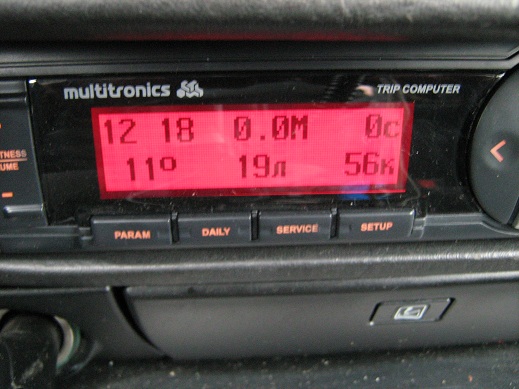 multitronics TRIP COMPUTER
12 18 0.0М 0с
11° 19л 56к
PARAM DAILY SERVICE SETUP